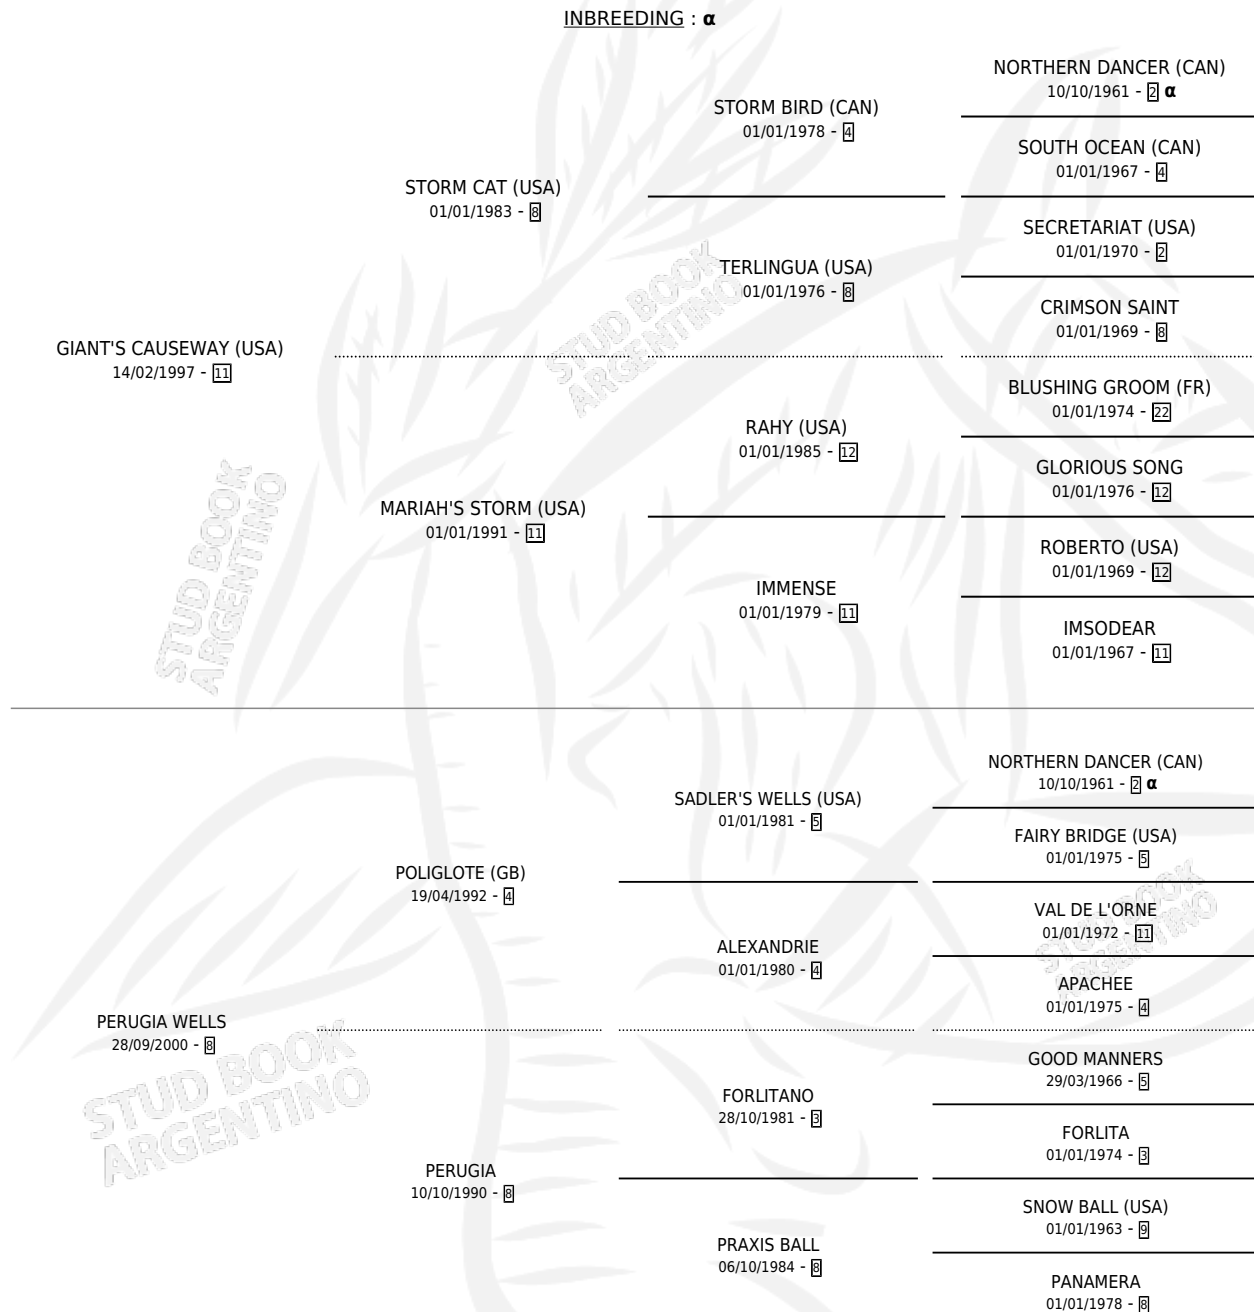 INBREEDING : α
NORTHERN DANCER (CAN)
10/10/1961 - 2 α
STORM BIRD (CAN)
01/01/1978 - 4
SOUTH OCEAN (CAN)
01/01/1967 - 4
STORM CAT (USA)
01/01/1983 - 8
SECRETARIAT (USA)
01/01/1970 - 2
TERLINGUA (USA)
01/01/1976 - 8
CRIMSON SAINT
01/01/1969 - 8
GIANT'S CAUSEWAY (USA)
14/02/1997 - 11
BLUSHING GROOM (FR)
01/01/1974 - 22
RAHY (USA)
01/01/1985 - 12
GLORIOUS SONG
01/01/1976 - 12
MARIAH'S STORM (USA)
01/01/1991 - 11
ROBERTO (USA)
01/01/1969 - 12
IMMENSE
01/01/1979 - 11
IMSODEAR
01/01/1967 - 11
NORTHERN DANCER (CAN)
10/10/1961 - 2 α
SADLER'S WELLS (USA)
01/01/1981 - 5
FAIRY BRIDGE (USA)
01/01/1975 - 5
POLIGLOTE (GB)
19/04/1992 - 4
VAL DE L'ORNE
01/01/1972 - 11
ALEXANDRIE
01/01/1980 - 4
APACHEE
01/01/1975 - 4
PERUGIA WELLS
28/09/2000 - 8
GOOD MANNERS
29/03/1966 - 5
FORLITANO
28/10/1981 - 3
FORLITA
01/01/1974 - 3
PERUGIA
10/10/1990 - 8
SNOW BALL (USA)
01/01/1963 - 9
PRAXIS BALL
06/10/1984 - 8
PANAMERA
01/01/1978 - 8
STUD BOOK
ARGENTINO
STUD BOOK
ARGENTINO
STUD BOOK
ARGENTINO
STUD BOOK
ARGENTINO